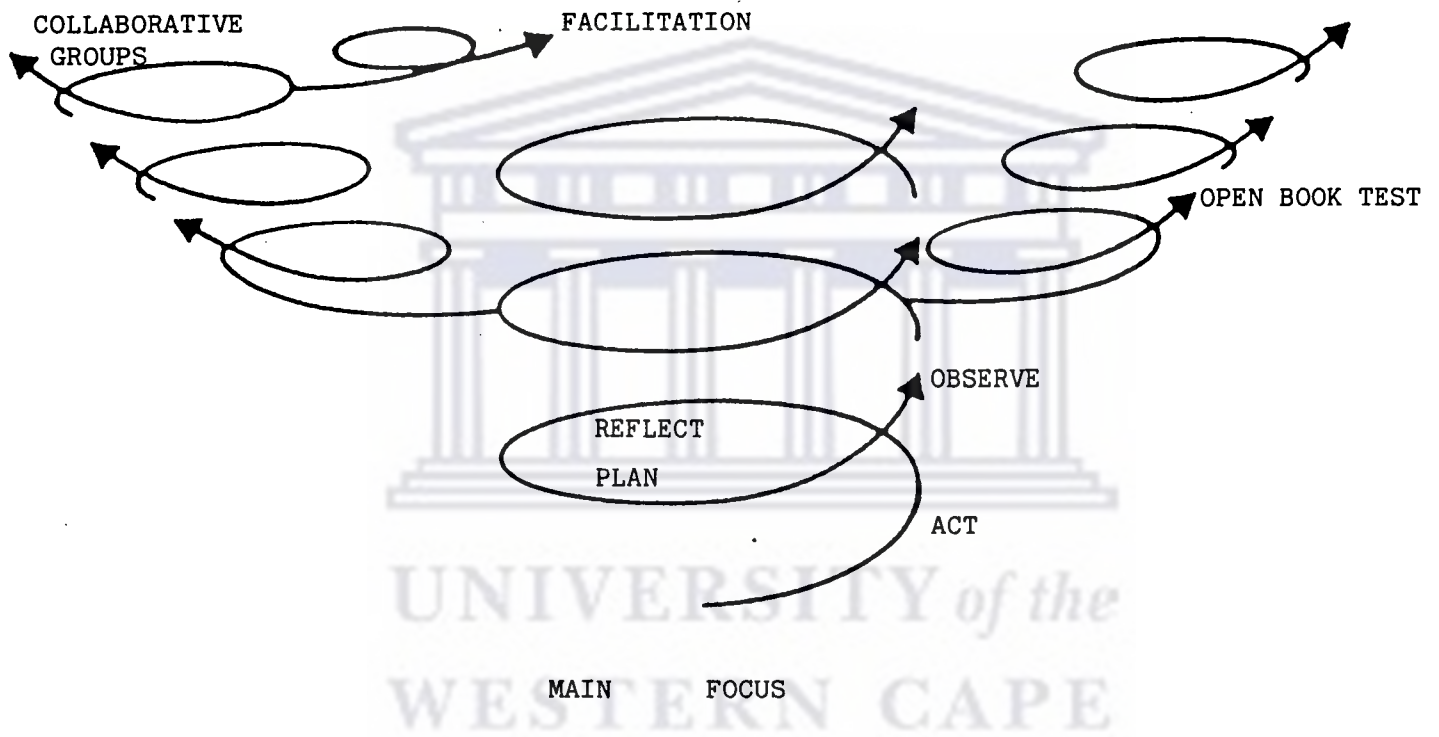 COLLABORATIVE
GROUPS
FACILITATION
OPEN BOOK TEST
OBSERVE
REFLECT
PLAN
ACT
UNIVERSITY of the
WESTERN CAPE
MAIN FOCUS